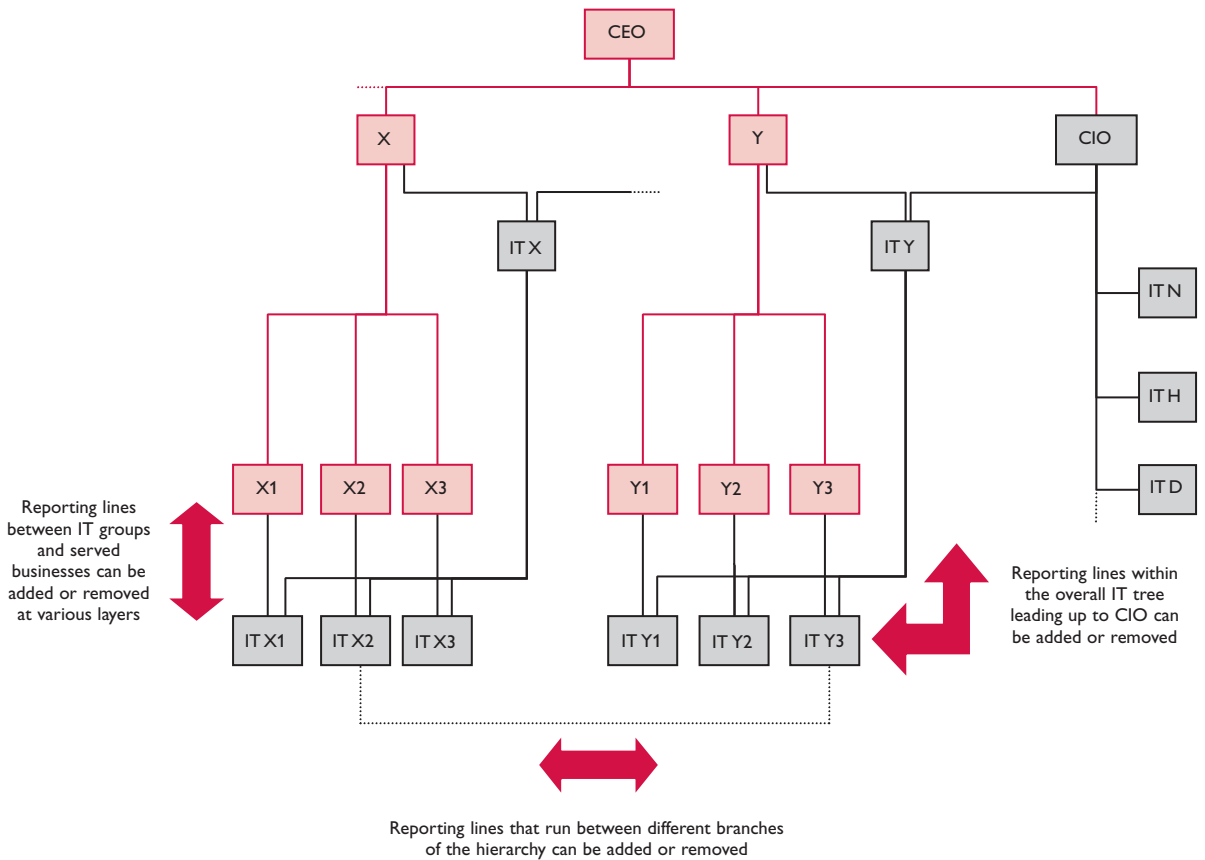 CEO
X
Y
CIO
IT X
IT Y
IT N
IT H
IT D
X1
X2
X3
Y1
Y2
Y3
Reporting lines
between IT groups
and served
businesses can be
added or removed
at various layers
Reporting lines within
the overall IT tree
leading up to CIO can
be added or removed
IT X1
IT X2
IT X3
IT Y1
IT Y2
IT Y3
Reporting lines that run between different branches
of the hierarchy can be added or removed